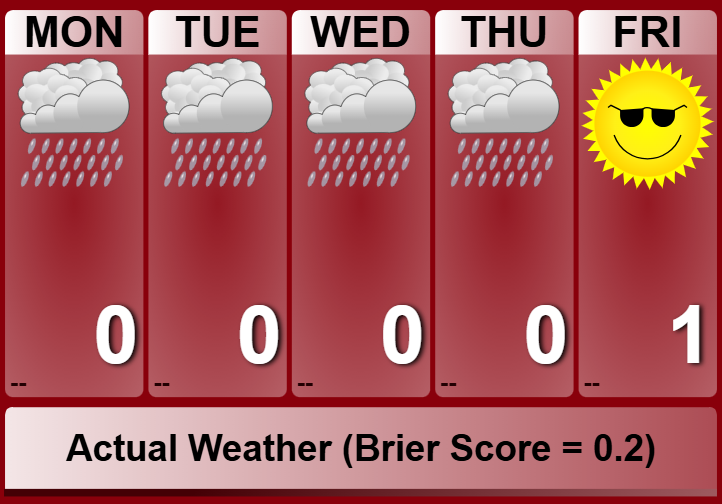 MON TUE WED THU FRI
0 0 0 0 1
-- -- -- -- --
Actual Weather (Brier Score = 0.2)